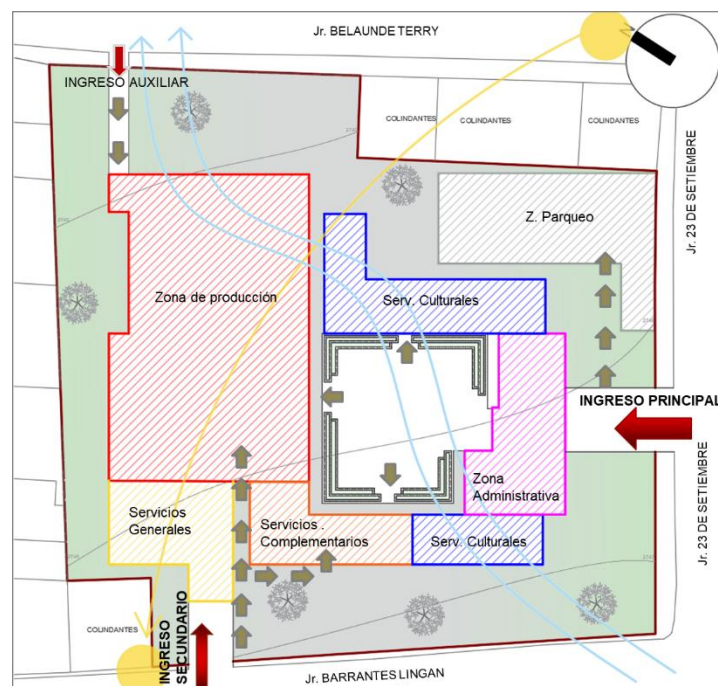 Jr. BELAUNDE TERRY
N
INGRESO AUXILIAR
COLINDANTES
COLINDANTES
COLINDANTES
Jr. 23 DE SETIEMBRE
Z. Parqueo
Zona de producción
Serv. Culturales
INGRESO PRINCIPAL
Zona
Administrativa
Servicios
Generales
Servicios .
Complementarios
Serv. Culturales
Jr. 23 DE SETIEMBRE
COLINDANTES
INGRESO
SECUNDARIO
Jr. BARRANTES LINGAN